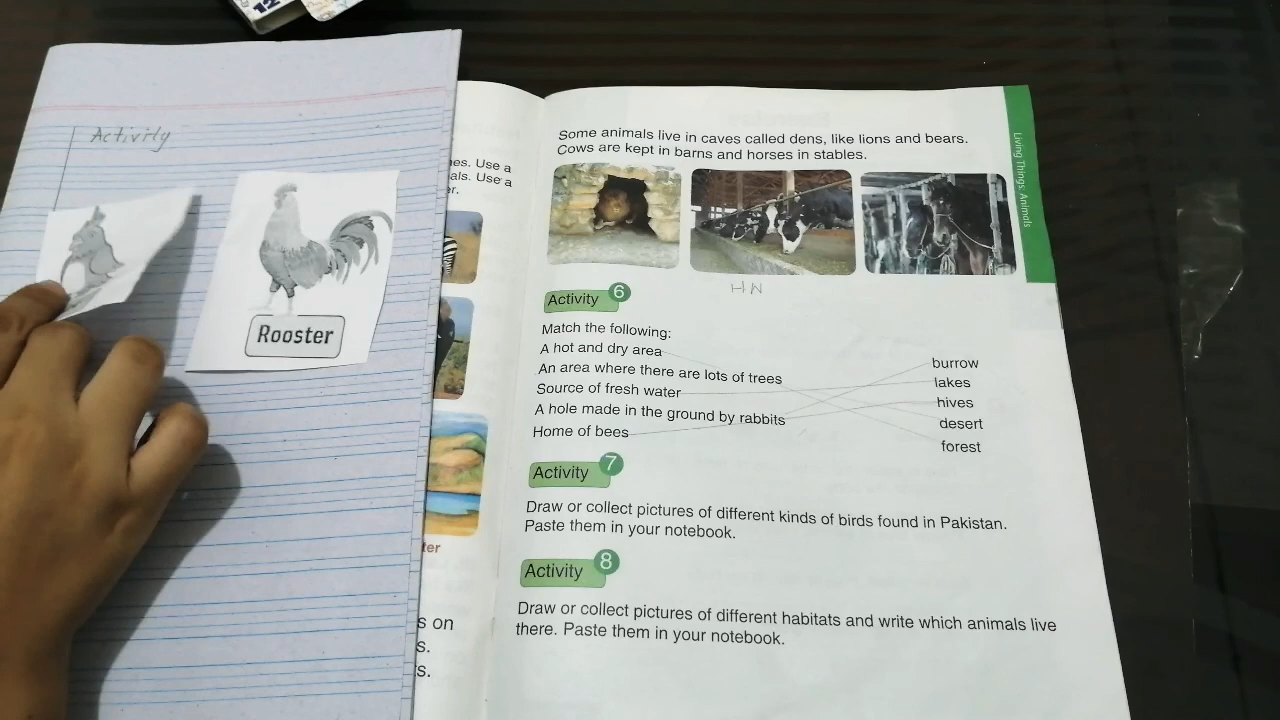 12
Activity
Rooster
nes. Use a
als. Use a
er.
ter
s on
s.
s.
Some animals live in caves called dens, like lions and bears.
Cows are kept in barns and horses in stables.
Living Things: Animals
HW
Activity 6
Match the following:
A hot and dry area
An area where there are lots of trees
Source of fresh water
A hole made in the ground by rabbits
Home of bees
burrow
lakes
hives
desert
forest
Activity 7
Draw or collect pictures of different kinds of birds found in Pakistan.
Paste them in your notebook.
Activity 8
Draw or collect pictures of different habitats and write which animals live
there. Paste them in your notebook.